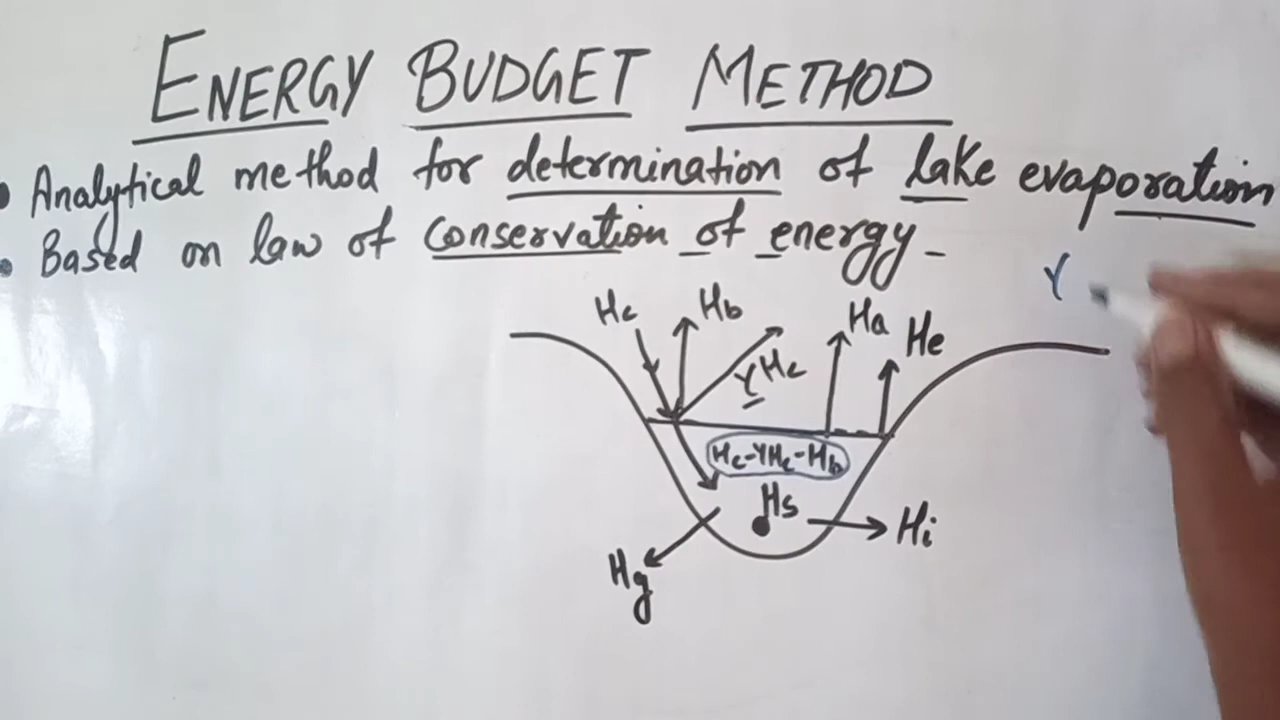 ENERGY BUDGET METHOD
• Analytical method for determination of lake evaporation
• Based on law of conservation of energy -
γ
Hc Hb Ha He
γHc
Hc-γHc-Hb
Hs
Hi
Hg